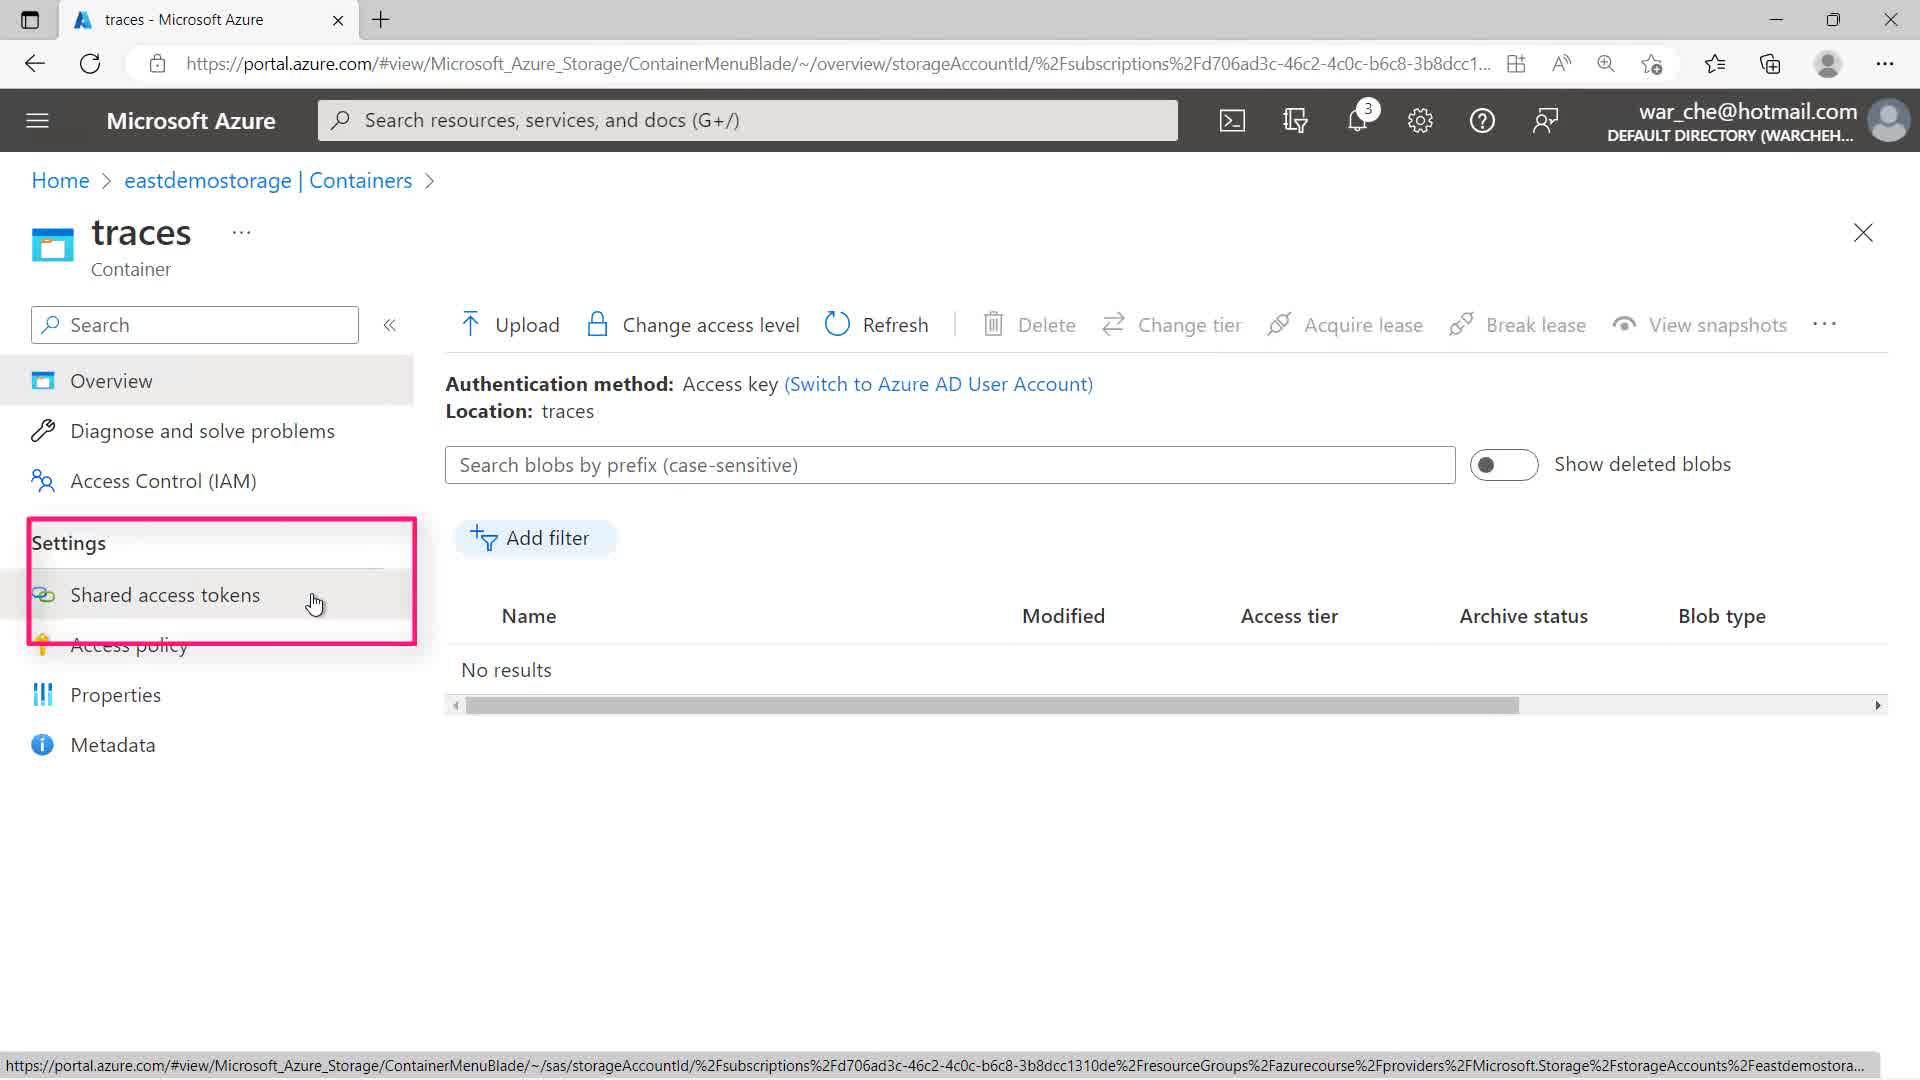 traces - Microsoft Azure
https://portal.azure.com/#view/Microsoft_Azure_Storage/ContainerMenuBlade/~/overview/storageAccountId/%2Fsubscriptions%2Fd706ad3c-46c2-4c0c-b6c8-3b8dcc1...
Microsoft Azure
Search resources, services, and docs (G+/)
3
war_che@hotmail.com
DEFAULT DIRECTORY (WARCHEH...
Home > eastdemostorage | Containers >
traces ...
Container
Search
Upload Change access level Refresh Delete Change tier Acquire lease Break lease View snapshots ...
Overview
Diagnose and solve problems
Access Control (IAM)
Settings
Shared access tokens
Access policy
Properties
Metadata
Authentication method: Access key (Switch to Azure AD User Account)
Location: traces
Search blobs by prefix (case-sensitive)
Show deleted blobs
Add filter
Name Modified Access tier Archive status Blob type
No results
https://portal.azure.com/#view/Microsoft_Azure_Storage/ContainerMenuBlade/~/sas/storageAccountId/%2Fsubscriptions%2Fd706ad3c-46c2-4c0c-b6c8-3b8dcc1310de%2FresourceGroups%2Fazurecourse%2Fproviders%2FMicrosoft.Storage%2FstorageAccounts%2Feastdemostora...